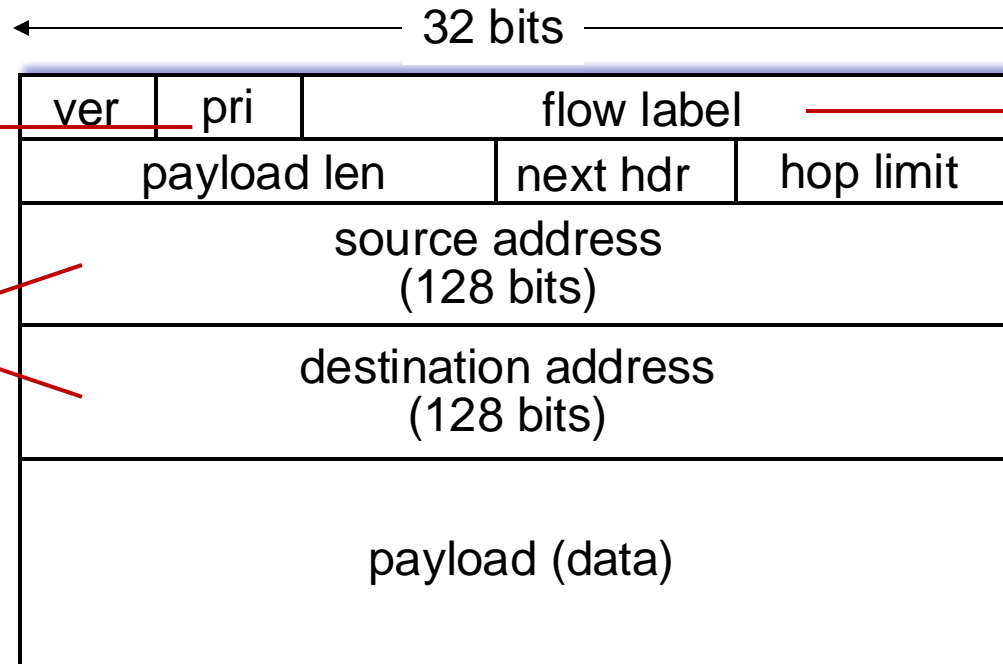 32 bits
ver pri flow label
payload len next hdr hop limit
source address
(128 bits)
destination address
(128 bits)
payload (data)